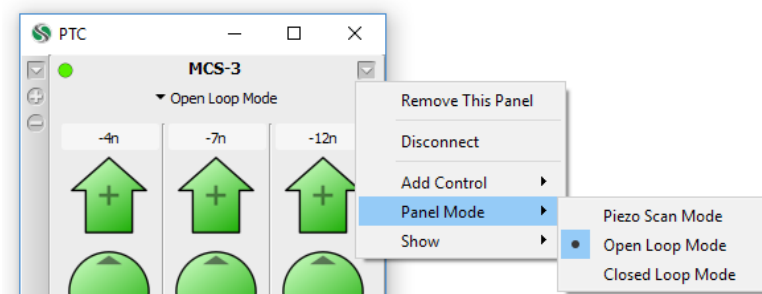 PTC
MCS-3
Open Loop Mode
-4n
-7n
-12n
+
+
+
Remove This Panel
Disconnect
Add Control
Panel Mode
Show
Piezo Scan Mode
Open Loop Mode
Closed Loop Mode